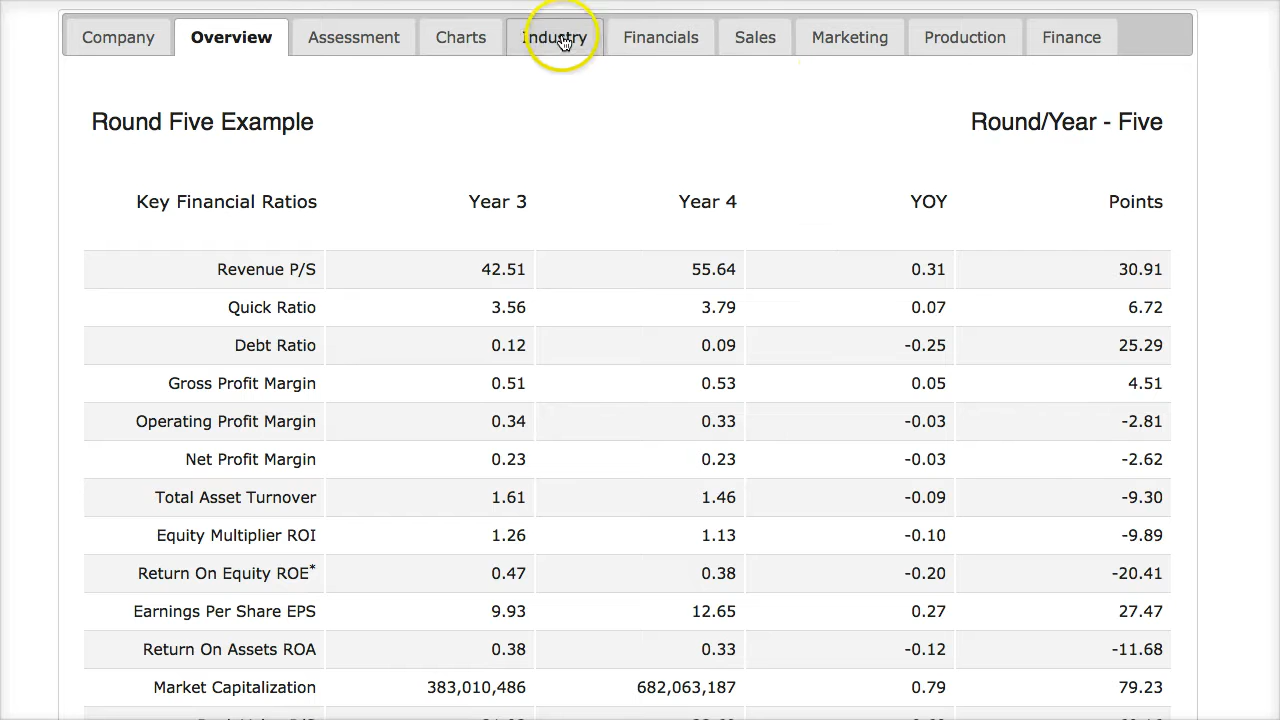 Company Overview Assessment Charts Industry Financials Sales Marketing Production Finance
Round Five Example Round/Year - Five
Key Financial Ratios Year 3 Year 4 YOY Points
Revenue P/S 42.51 55.64 0.31 30.91
Quick Ratio 3.56 3.79 0.07 6.72
Debt Ratio 0.12 0.09 -0.25 25.29
Gross Profit Margin 0.51 0.53 0.05 4.51
Operating Profit Margin 0.34 0.33 -0.03 -2.81
Net Profit Margin 0.23 0.23 -0.03 -2.62
Total Asset Turnover 1.61 1.46 -0.09 -9.30
Equity Multiplier ROI 1.26 1.13 -0.10 -9.89
Return On Equity ROE* 0.47 0.38 -0.20 -20.41
Earnings Per Share EPS 9.93 12.65 0.27 27.47
Return On Assets ROA 0.38 0.33 -0.12 -11.68
Market Capitalization 383,010,486 682,063,187 0.79 79.23